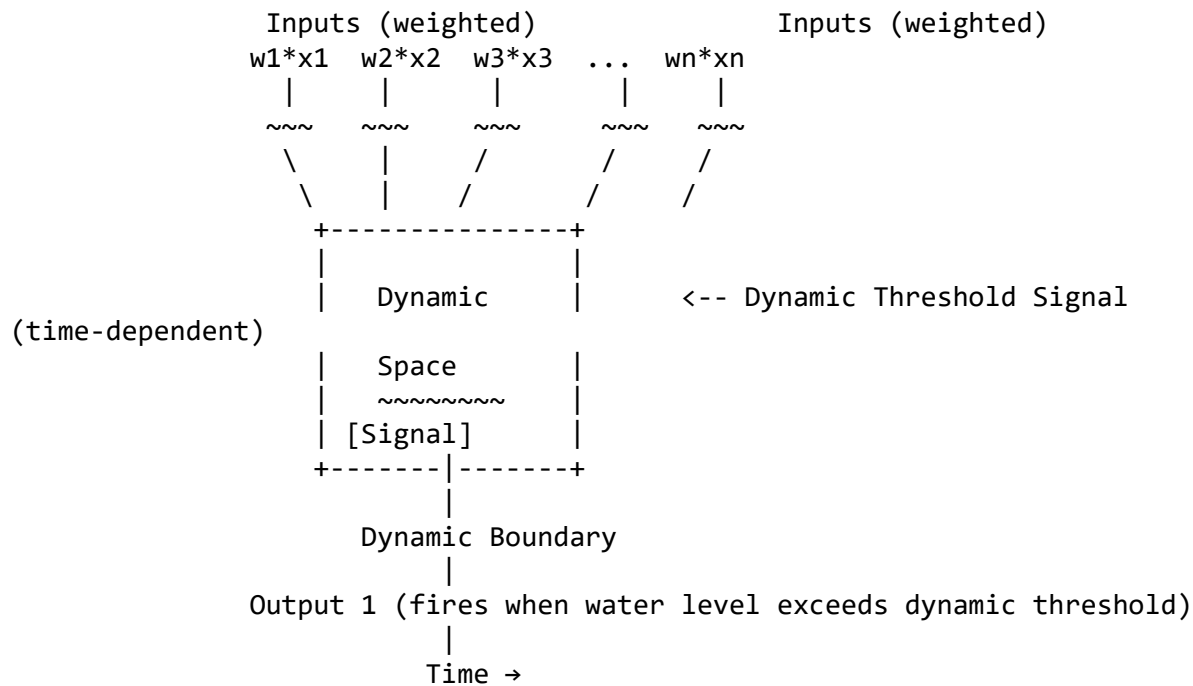 Inputs (weighted) Inputs (weighted)
w1*x1 w2*x2 w3*x3 ... wn*xn
| | | | |
~~~ ~~~ ~~~ ~~~ ~~~
\ | / / /
\ | / / /
+---------------+
| |
| Dynamic | <-- Dynamic Threshold Signal
(time-dependent)
| Space |
| ~~~~~~~~ |
| [Signal] |
+-------|-------+
|
Dynamic Boundary
|
Output 1 (fires when water level exceeds dynamic threshold)
|
Time →